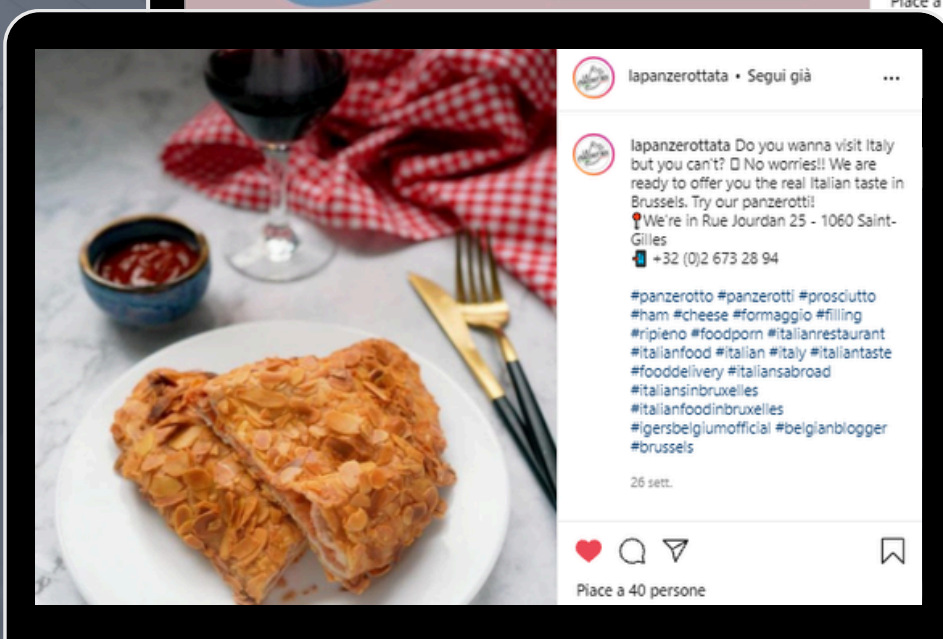 Piace a
lapanzerottata • Segui già
lapanzerottata Do you wanna visit Italy
but you can't? No worries!! We are
ready to offer you the real Italian taste in
Brussels. Try our panzerotti!
📍We're in Rue Jourdan 25 - 1060 Saint-
Gilles
📲 +32 (0)2 673 28 94
#panzerotto #panzerotti #prosciutto
#ham #cheese #formaggio #filling
#ripieno #foodporn #italianrestaurant
#italianfood #italian #italy #italiantaste
#fooddelivery #italiansabroad
#italiansinbruxelles
#italianfoodinbruxelles
#igersbelgiumofficial #belgianblogger
#brussels
26 sett.
Piace a 40 persone